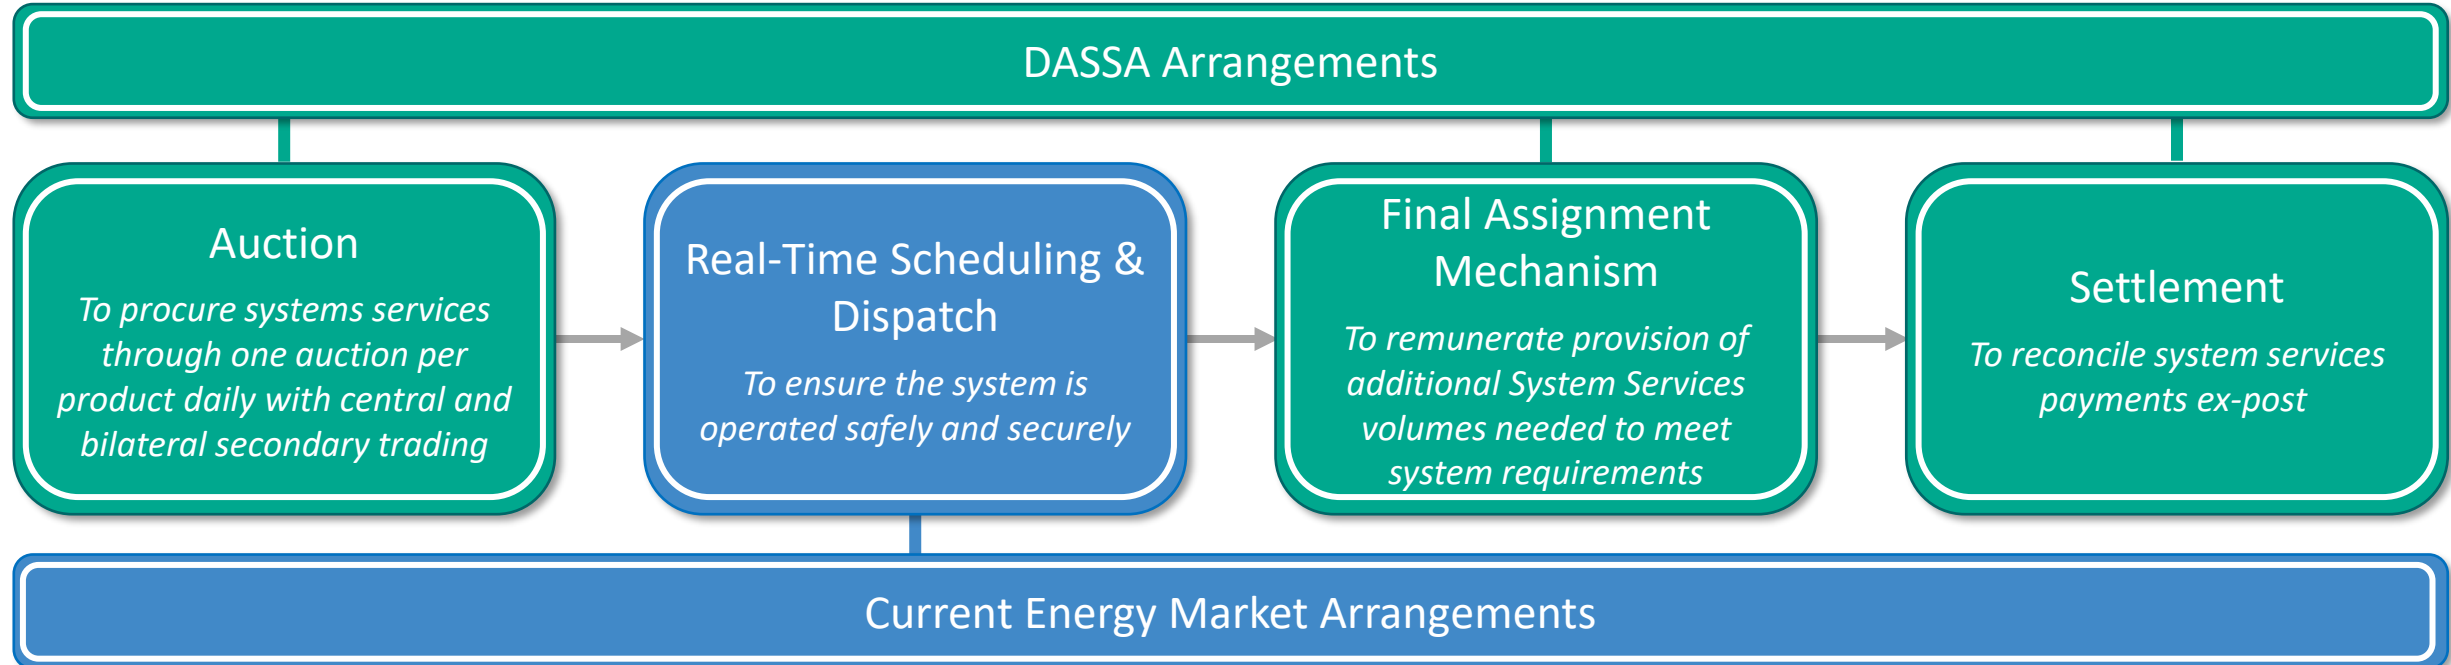 DASSA Arrangements
Auction
To procure systems services
through one auction per
product daily with central and
bilateral secondary trading
Real-Time Scheduling &
Dispatch
To ensure the system is
operated safely and securely
Final Assignment
Mechanism
To remunerate provision of
additional System Services
volumes needed to meet
system requirements
Settlement
To reconcile system services
payments ex-post
Current Energy Market Arrangements